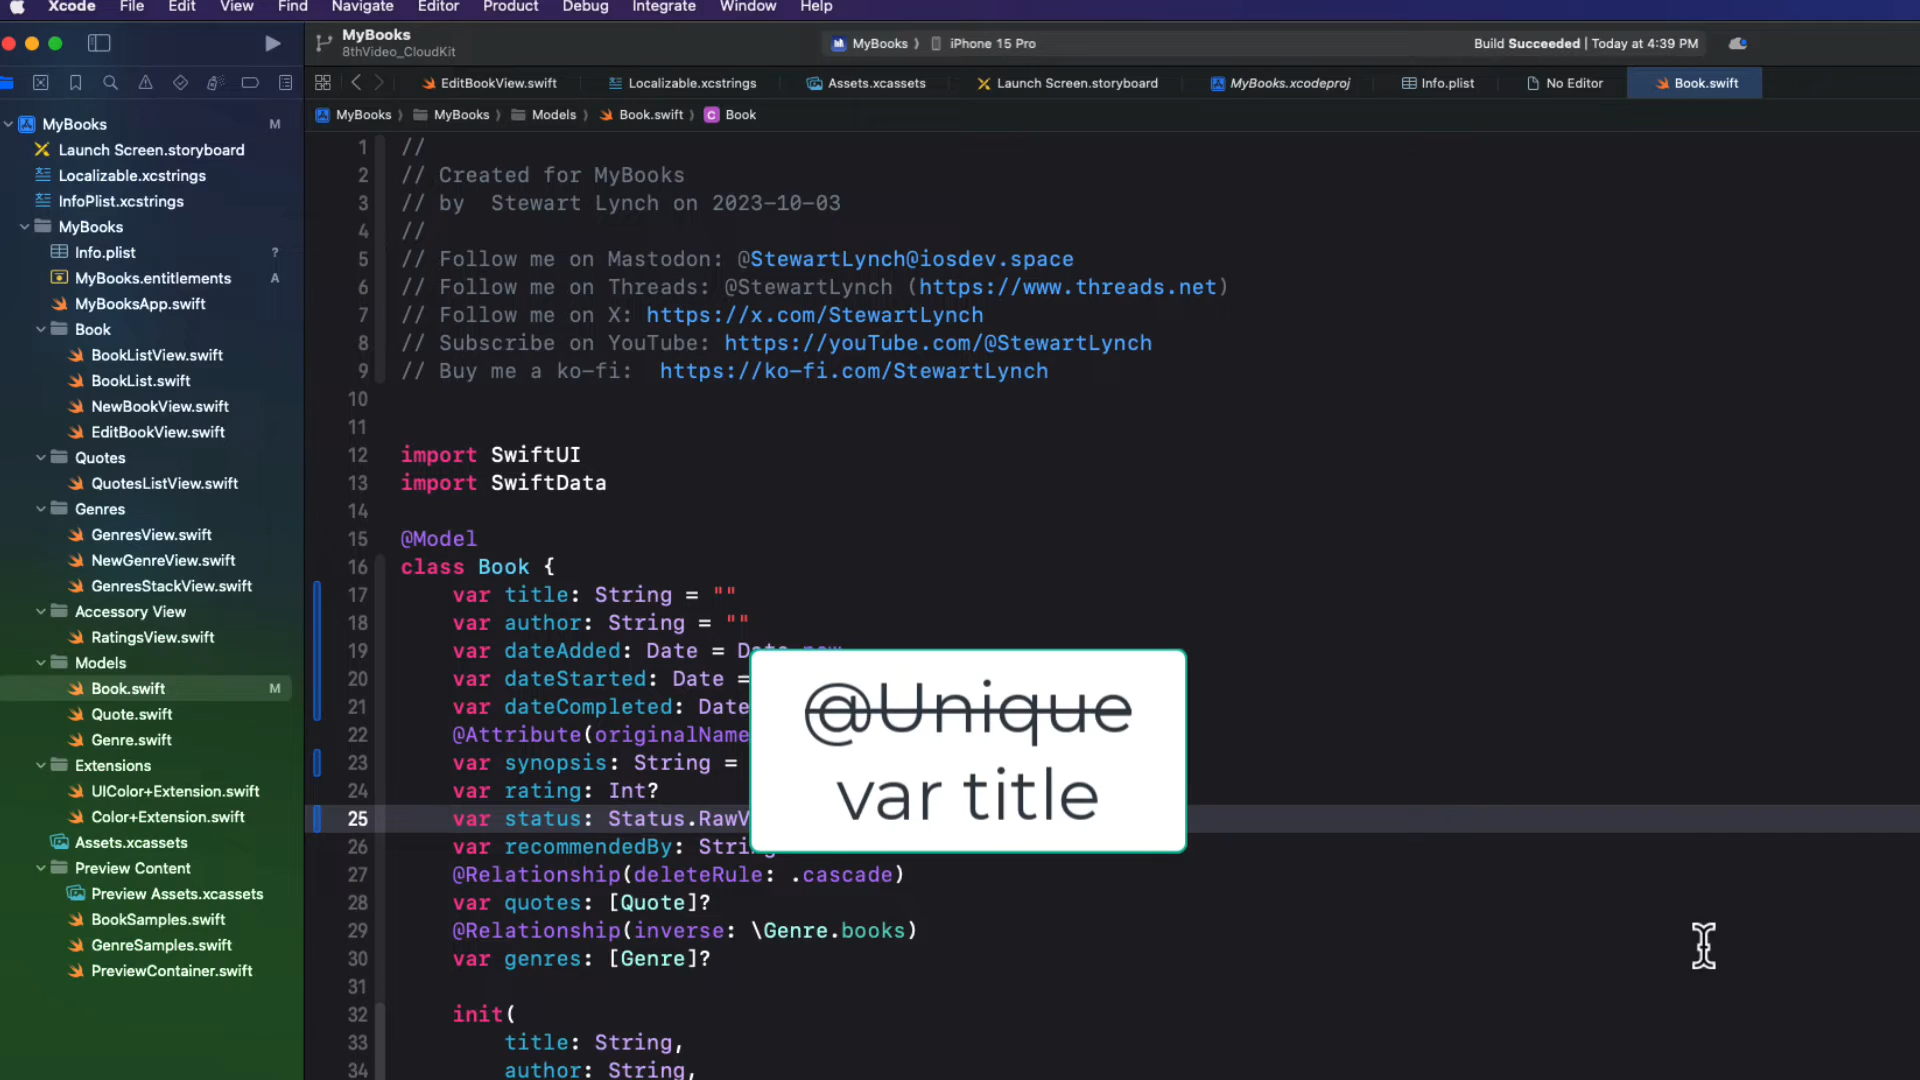 Xcode File Edit View Find Navigate Editor Product Debug Integrate Window Help
MyBooks
8thVideo_CloudKit
MyBooks ⟩ iPhone 15 Pro
Build Succeeded | Today at 4:39 PM
EditBookView.swift Localizable.xcstrings Assets.xcassets Launch Screen.storyboard MyBooks.xcodeproj Info.plist No Editor Book.swift
MyBooks ⟩ MyBooks ⟩ Models ⟩ Book.swift ⟩ C Book
MyBooks M
Launch Screen.storyboard
Localizable.xcstrings
InfoPlist.xcstrings
MyBooks
Info.plist ?
MyBooks.entitlements A
MyBooksApp.swift
Book
BookListView.swift
BookList.swift
NewBookView.swift
EditBookView.swift
Quotes
QuotesListView.swift
Genres
GenresView.swift
NewGenreView.swift
GenresStackView.swift
Accessory View
RatingsView.swift
Models
Book.swift M
Quote.swift
Genre.swift
Extensions
UIColor+Extension.swift
Color+Extension.swift
Assets.xcassets
Preview Content
Preview Assets.xcassets
BookSamples.swift
GenreSamples.swift
PreviewContainer.swift
1 //
2 // Created for MyBooks
3 // by  Stewart Lynch on 2023-10-03
4 //
5 // Follow me on Mastodon: @StewartLynch@iosdev.space
6 // Follow me on Threads: @StewartLynch (https://www.threads.net)
7 // Follow me on X: https://x.com/StewartLynch
8 // Subscribe on YouTube: https://youTube.com/@StewartLynch
9 // Buy me a ko-fi:  https://ko-fi.com/StewartLynch
10
11
12 import SwiftUI
13 import SwiftData
14
15 @Model
16 class Book {
17 var title: String = ""
18 var author: String = ""
19 var dateAdded: Date =
20 var dateStarted: Date =
21 var dateCompleted: Date
22 @Attribute(originalName
23 var synopsis: String =
24 var rating: Int?
25 var status: Status.RawV
26 var recommendedBy: String
27 @Relationship(deleteRule: .cascade)
28 var quotes: [Quote]?
29 @Relationship(inverse: \Genre.books)
30 var genres: [Genre]?
31
32 init(
33 title: String,
34 author: String,
@Unique
var title